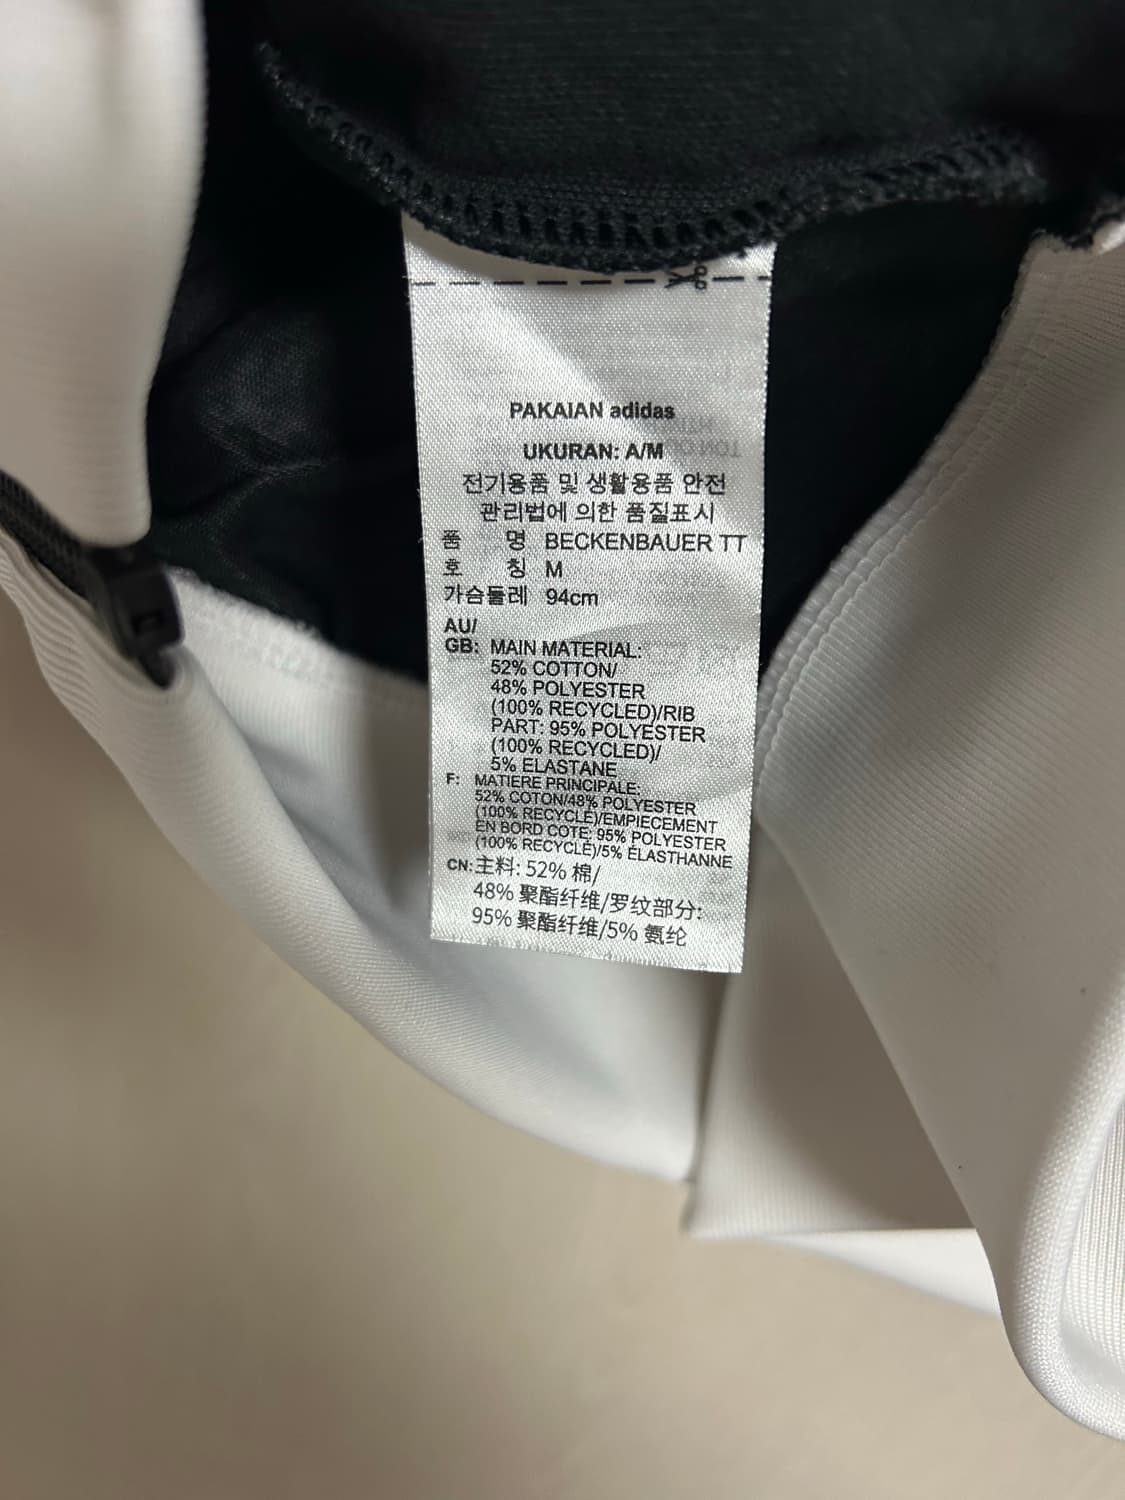 PAKAIAN adidas
UKURAN: A/M
전기용품 및 생활용품 안전
관리법에 의한 품질표시
품 명 BECKENBAUER TT
호 칭 M
가슴둘레 94cm
AU/
GB: MAIN MATERIAL:
52% COTTON/
48% POLYESTER
(100% RECYCLED)/RIB
PART: 95% POLYESTER
(100% RECYCLED)/
5% ELASTANE
F: MATIERE PRINCIPALE:
52% COTON/48% POLYESTER
(100% RECYCLÉ)/EMPIECEMENT
EN BORD COTE: 95% POLYESTER
(100% RECYCLÉ)/5% ÉLASTHANNE
CN: 主料: 52% 棉/
48% 聚酯纤维/罗纹部分:
95% 聚酯纤维/5% 氨纶